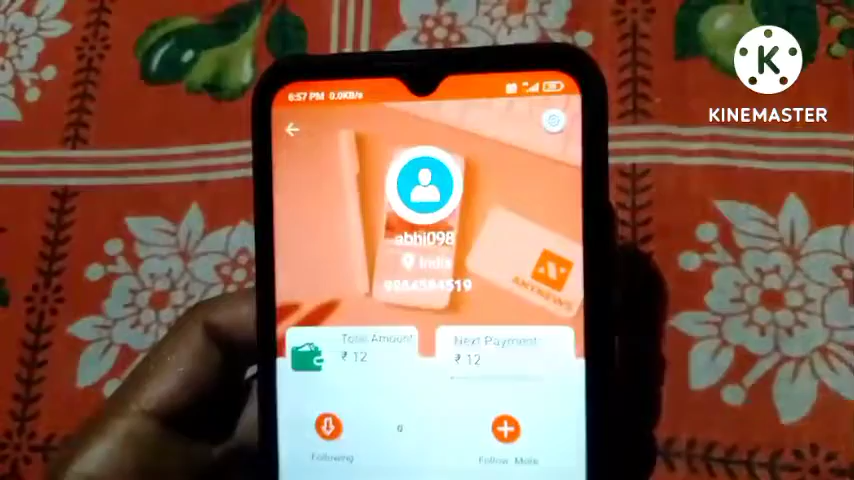 KINEMASTER
6:57 PM 0.0KB/s
abhi098
India
9864584519
ANYNEWS
Total Amount
₹ 12
Next Payment
₹ 12
0
Following
Follow More